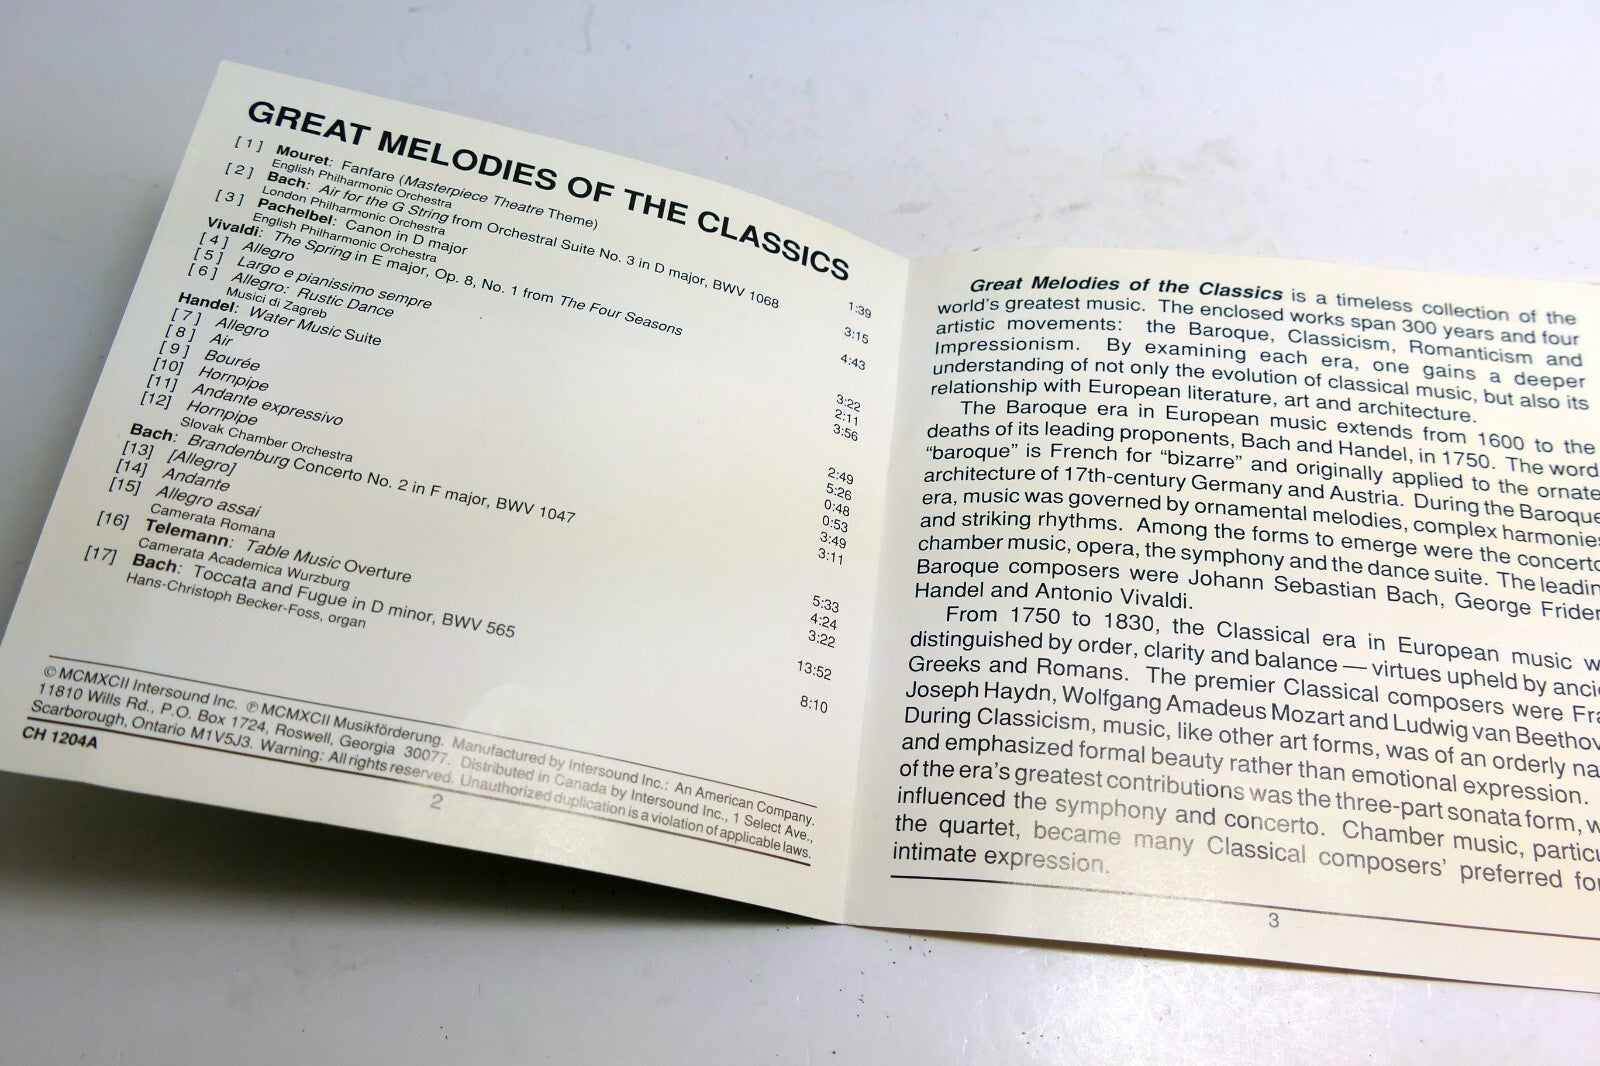 GREAT MELODIES OF THE CLASSICS
[1] Mouret: Fanfare (Masterpiece Theatre Theme) 1:39
English Philharmonic Orchestra
[2] Bach: Air for the G String from Orchestral Suite No. 3 in D major, BWV 1068 3:15
London Philharmonic Orchestra
[3] Pachelbel: Canon in D major 4:43
English Philharmonic Orchestra
Vivaldi: The Spring in E major, Op. 8, No. 1 from The Four Seasons
[4] Allegro 3:22
[5] Largo e pianissimo sempre 2:11
[6] Allegro: Rustic Dance 3:56
Musici di Zagreb
Handel: Water Music Suite
[7] Allegro 2:49
[8] Air 5:26
[9] Bourée 0:48
[10] Hornpipe 0:53
[11] Andante expressivo 3:49
[12] Hornpipe 3:11
Slovak Chamber Orchestra
Bach: Brandenburg Concerto No. 2 in F major, BWV 1047
[13] [Allegro] 5:33
[14] Andante 4:24
[15] Allegro assai 3:22
Camerata Romana
[16] Telemann: Table Music Overture 13:52
Camerata Academica Wurzburg
[17] Bach: Toccata and Fugue in D minor, BWV 565 8:10
Hans-Christoph Becker-Foss, organ
© MCMXCII Intersound Inc. ℗ MCMXCII Musikförderung. Manufactured by Intersound Inc.: An American Company.
11810 Wills Rd., P.O. Box 1724, Roswell, Georgia 30077. Distributed in Canada by Intersound Inc., 1 Select Ave.,
Scarborough, Ontario M1V5J3. Warning: All rights reserved. Unauthorized duplication is a violation of applicable laws.
CH 1204A
2
Great Melodies of the Classics is a timeless collection of the
world's greatest music. The enclosed works span 300 years and four
artistic movements: the Baroque, Classicism, Romanticism and
Impressionism. By examining each era, one gains a deeper
understanding of not only the evolution of classical music, but also its
relationship with European literature, art and architecture.
The Baroque era in European music extends from 1600 to the
deaths of its leading proponents, Bach and Handel, in 1750. The word
“baroque” is French for “bizarre” and originally applied to the ornate
architecture of 17th-century Germany and Austria. During the Baroque
era, music was governed by ornamental melodies, complex harmonies
and striking rhythms. Among the forms to emerge were the concerto
chamber music, opera, the symphony and the dance suite. The leadin
Baroque composers were Johann Sebastian Bach, George Frider
Handel and Antonio Vivaldi.
From 1750 to 1830, the Classical era in European music w
distinguished by order, clarity and balance — virtues upheld by anci
Greeks and Romans. The premier Classical composers were Fra
Joseph Haydn, Wolfgang Amadeus Mozart and Ludwig van Beethov
During Classicism, music, like other art forms, was of an orderly na
and emphasized formal beauty rather than emotional expression.
of the era's greatest contributions was the three-part sonata form, w
influenced the symphony and concerto. Chamber music, particu
the quartet, became many Classical composers' preferred fo
intimate expression.
3